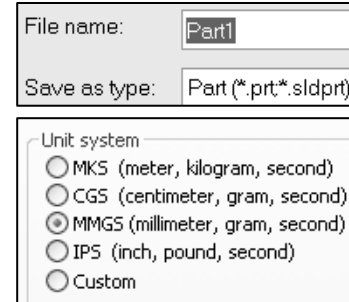 File name: Part1
Save as type: Part (*.prt;*.sldprt)
Unit system
MKS (meter, kilogram, second)
CGS (centimeter, gram, second)
MMGS (millimeter, gram, second)
IPS (inch, pound, second)
Custom